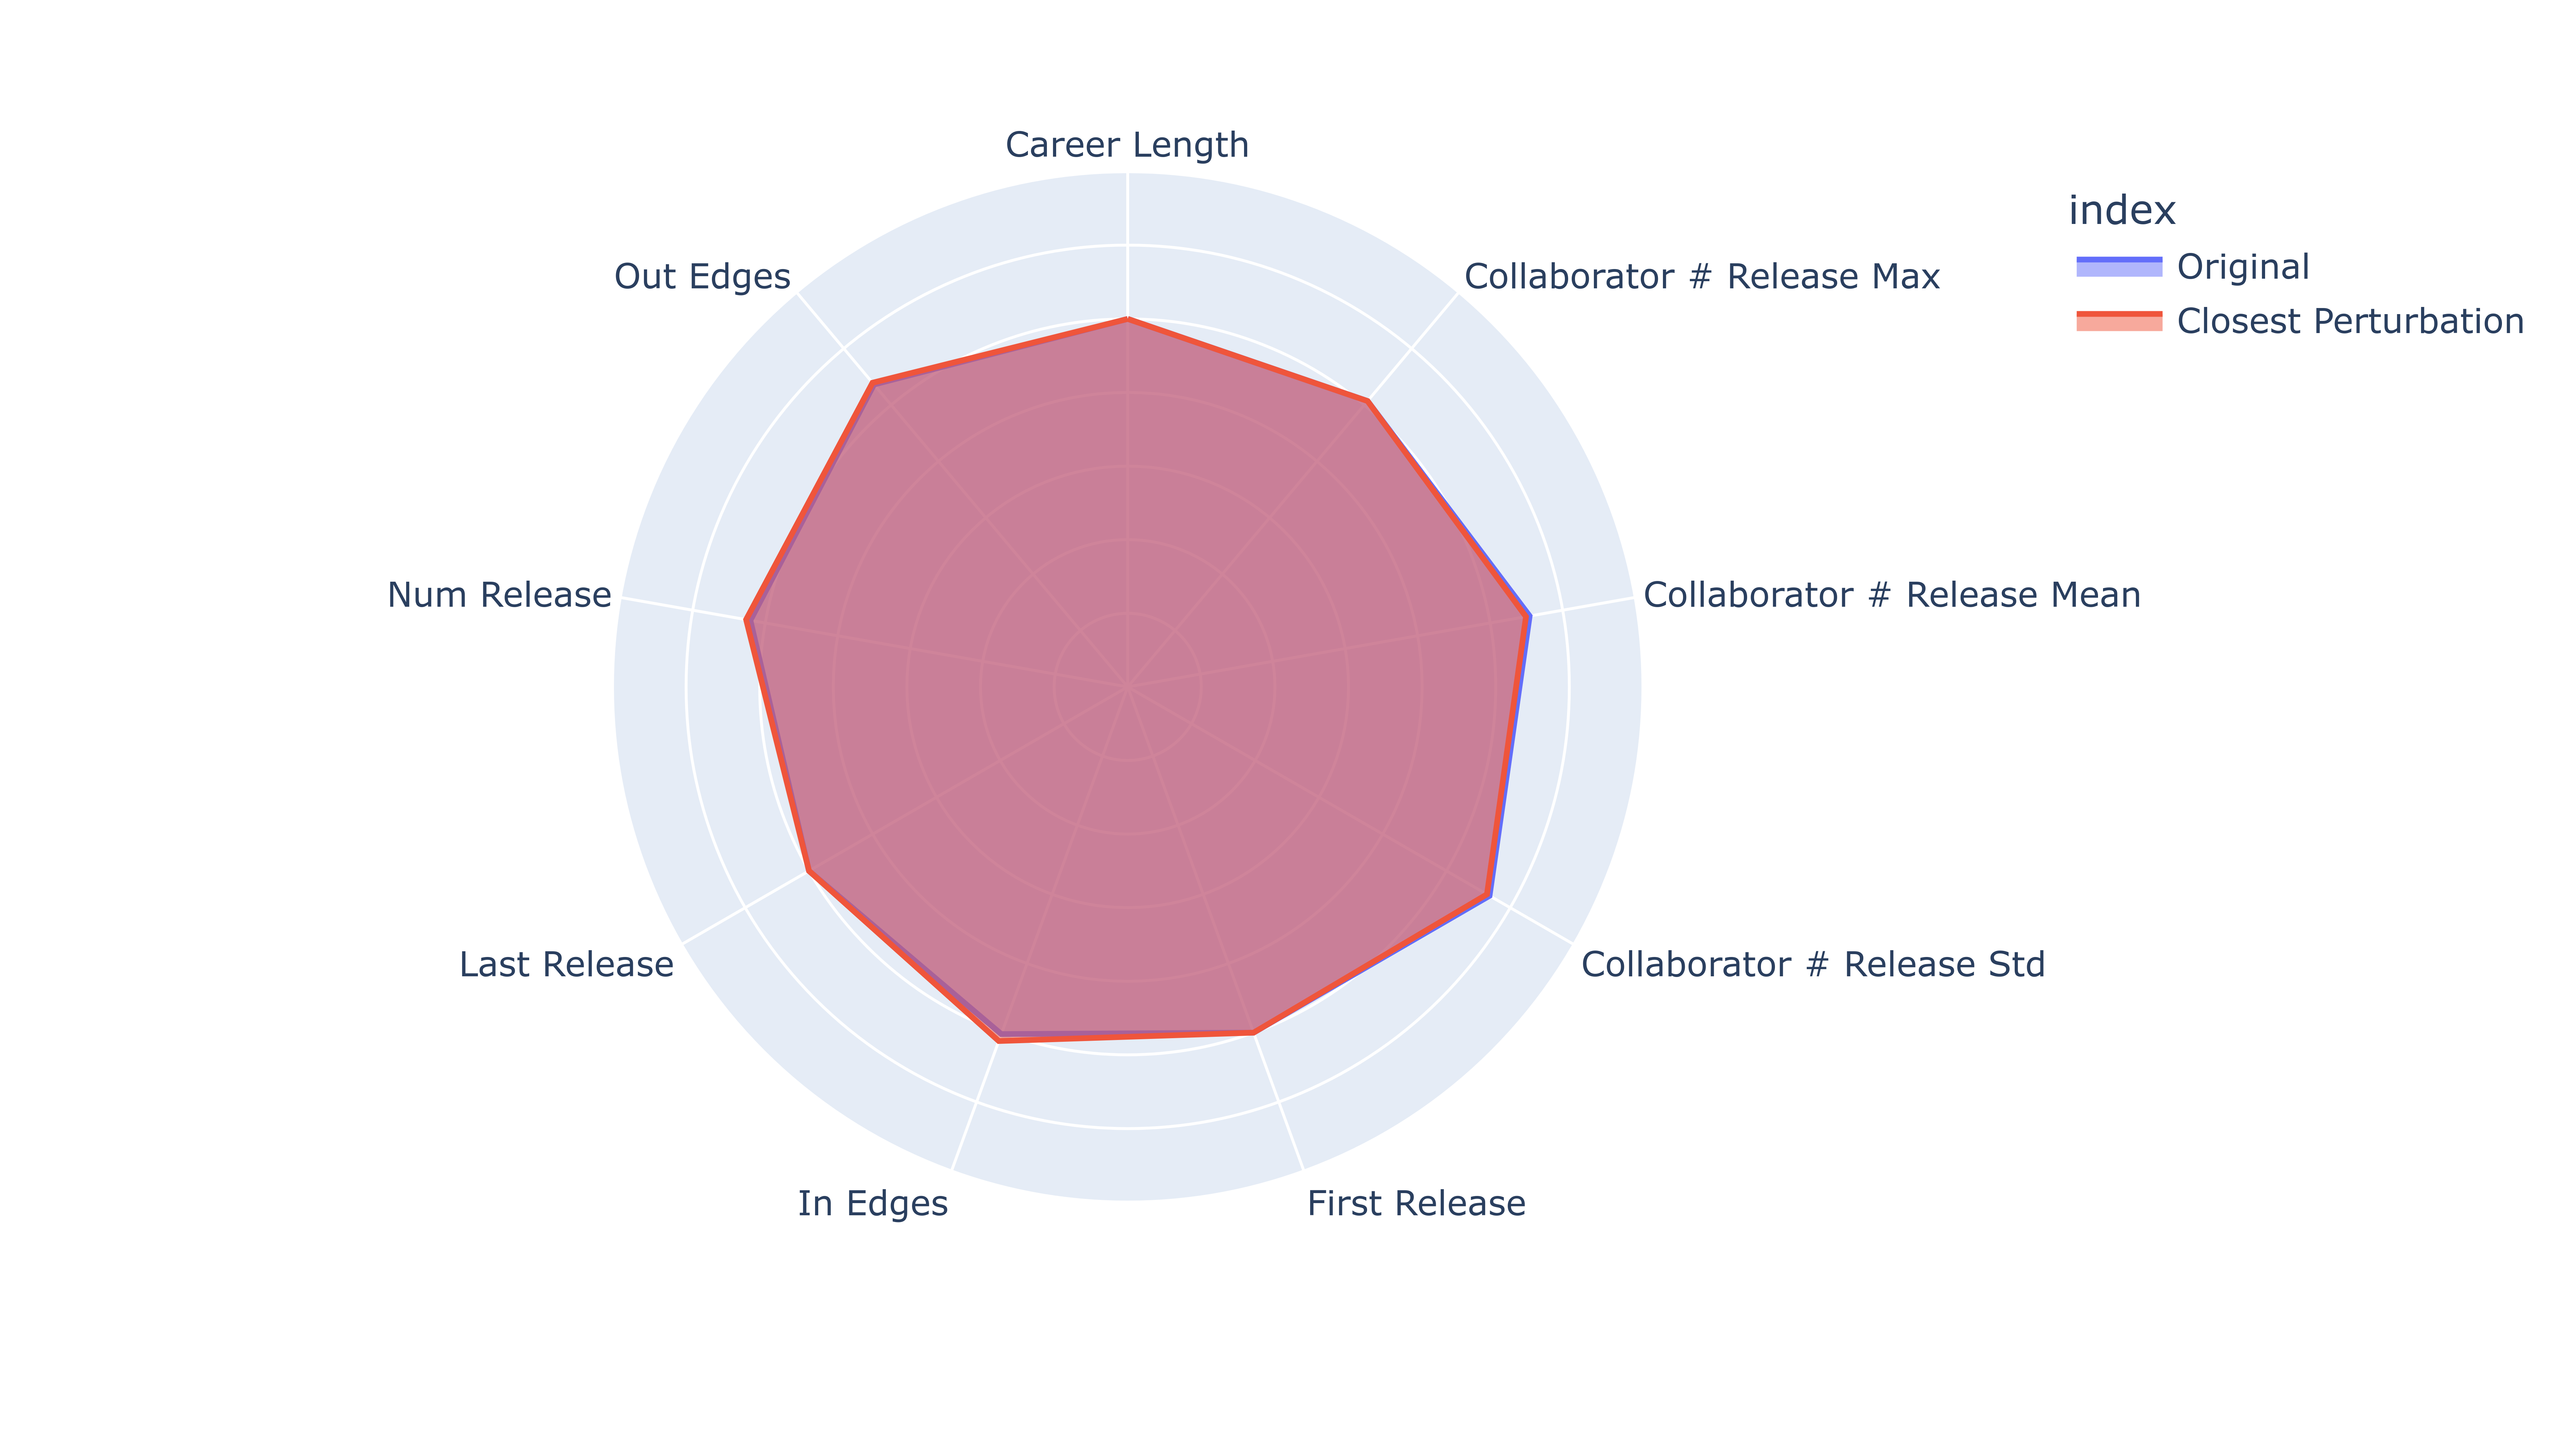 Career Length
Out Edges
Collaborator # Release Max
Num Release
Collaborator # Release Mean
Last Release
Collaborator # Release Std
In Edges
First Release
index
Original
Closest Perturbation